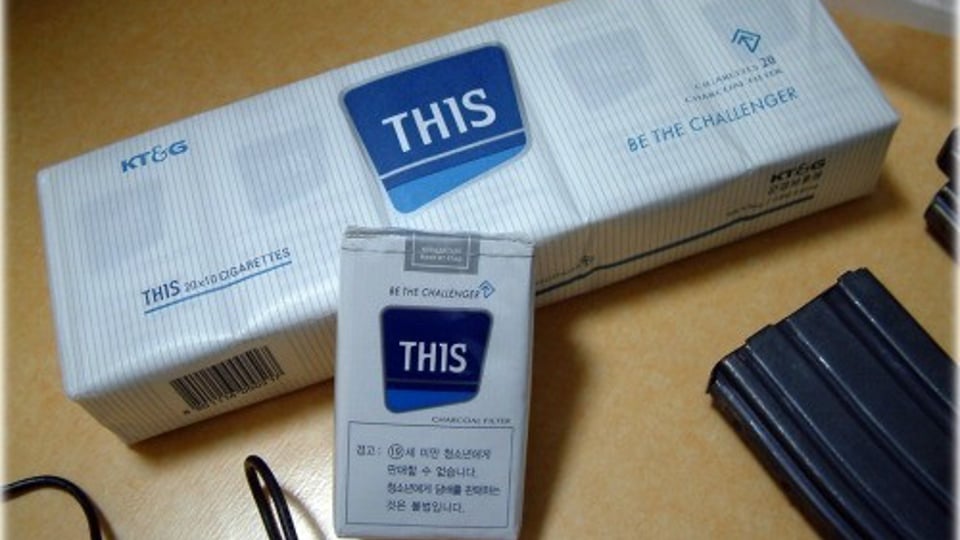 KT&G
THIS
CIGARETTES 20
CHARCOAL FILTER
BE THE CHALLENGER
KT&G
THIS 20x10 CIGARETTES
BE THE CHALLENGER
THIS
CHARCOAL FILTER
경고 : 19세 미만 청소년에게
판매할 수 없습니다.
청소년에게 담배를 판매하는
것은 불법입니다.